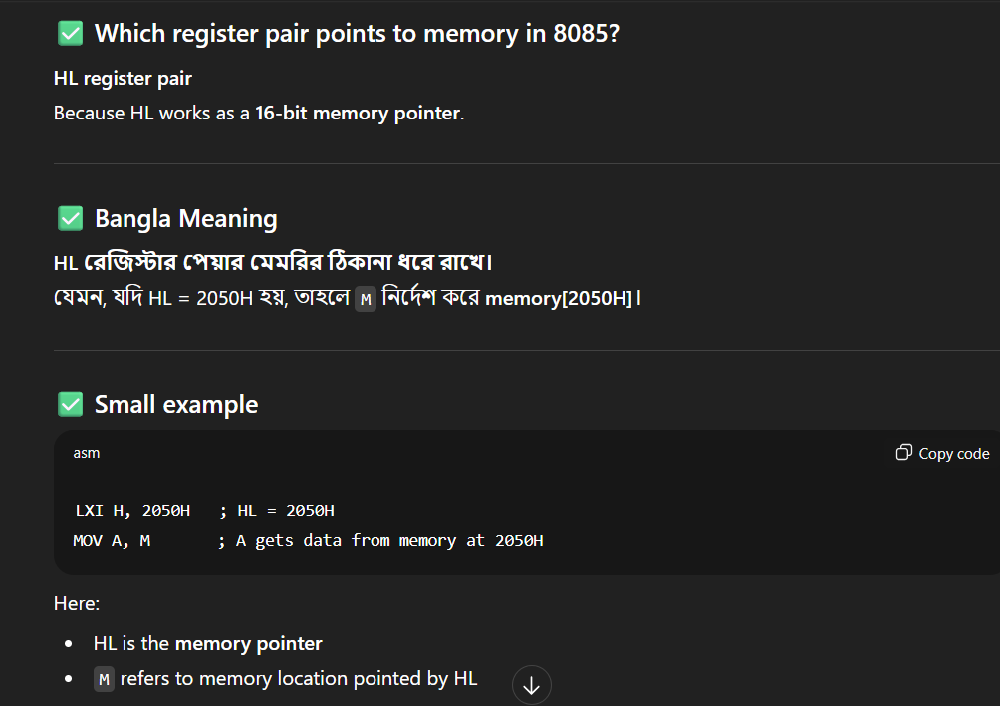 ✅ Which register pair points to memory in 8085?
HL register pair
Because HL works as a 16-bit memory pointer.
✅ Bangla Meaning
HL রেজিস্টার পেয়ার মেমরির ঠিকানা ধরে রাখে।
যেমন, যদি HL = 2050H হয়, তাহলে M নির্দেশ করে memory[2050H]।
✅ Small example
asm
Copy code
LXI H, 2050H   ; HL = 2050H
MOV A, M       ; A gets data from memory at 2050H
Here:
• HL is the memory pointer
• M refers to memory location pointed by HL